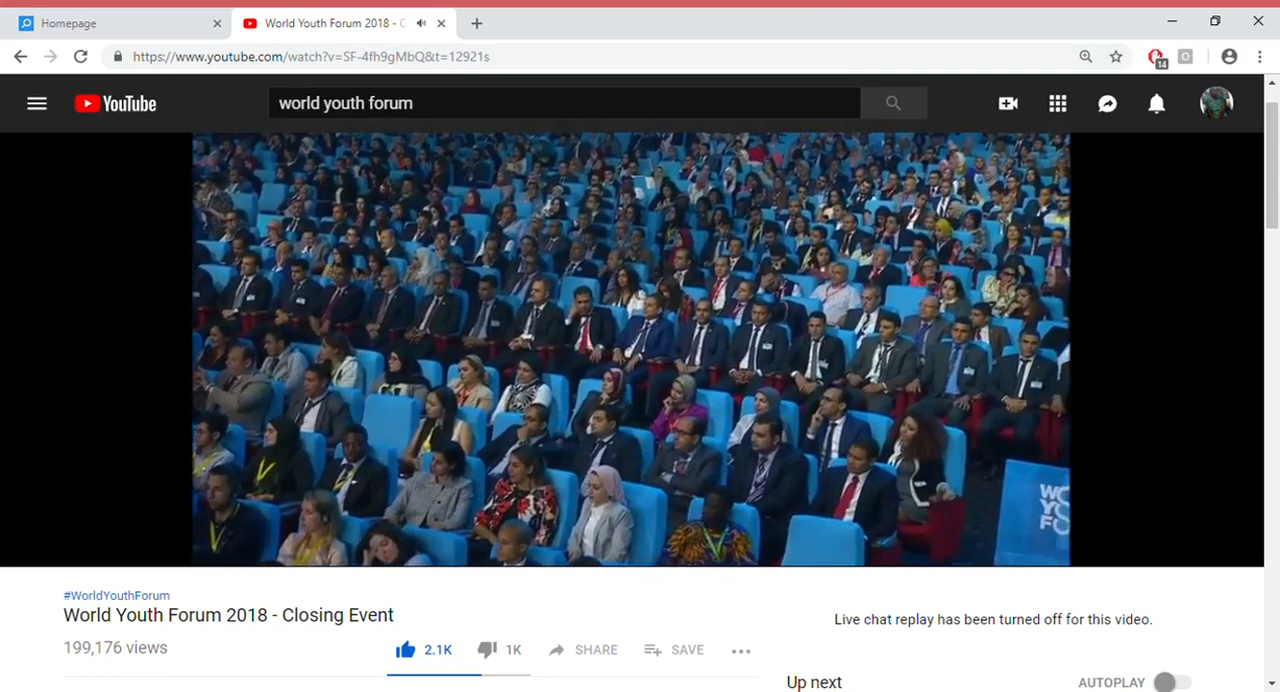 Homepage
World Youth Forum 2018 - C
https://www.youtube.com/watch?v=SF-4fh9gMbQ&t=12921s
14
YouTube
world youth forum
#WorldYouthForum
World Youth Forum 2018 - Closing Event
199,176 views
2.1K
1K
SHARE
SAVE
Live chat replay has been turned off for this video.
Up next
AUTOPLAY